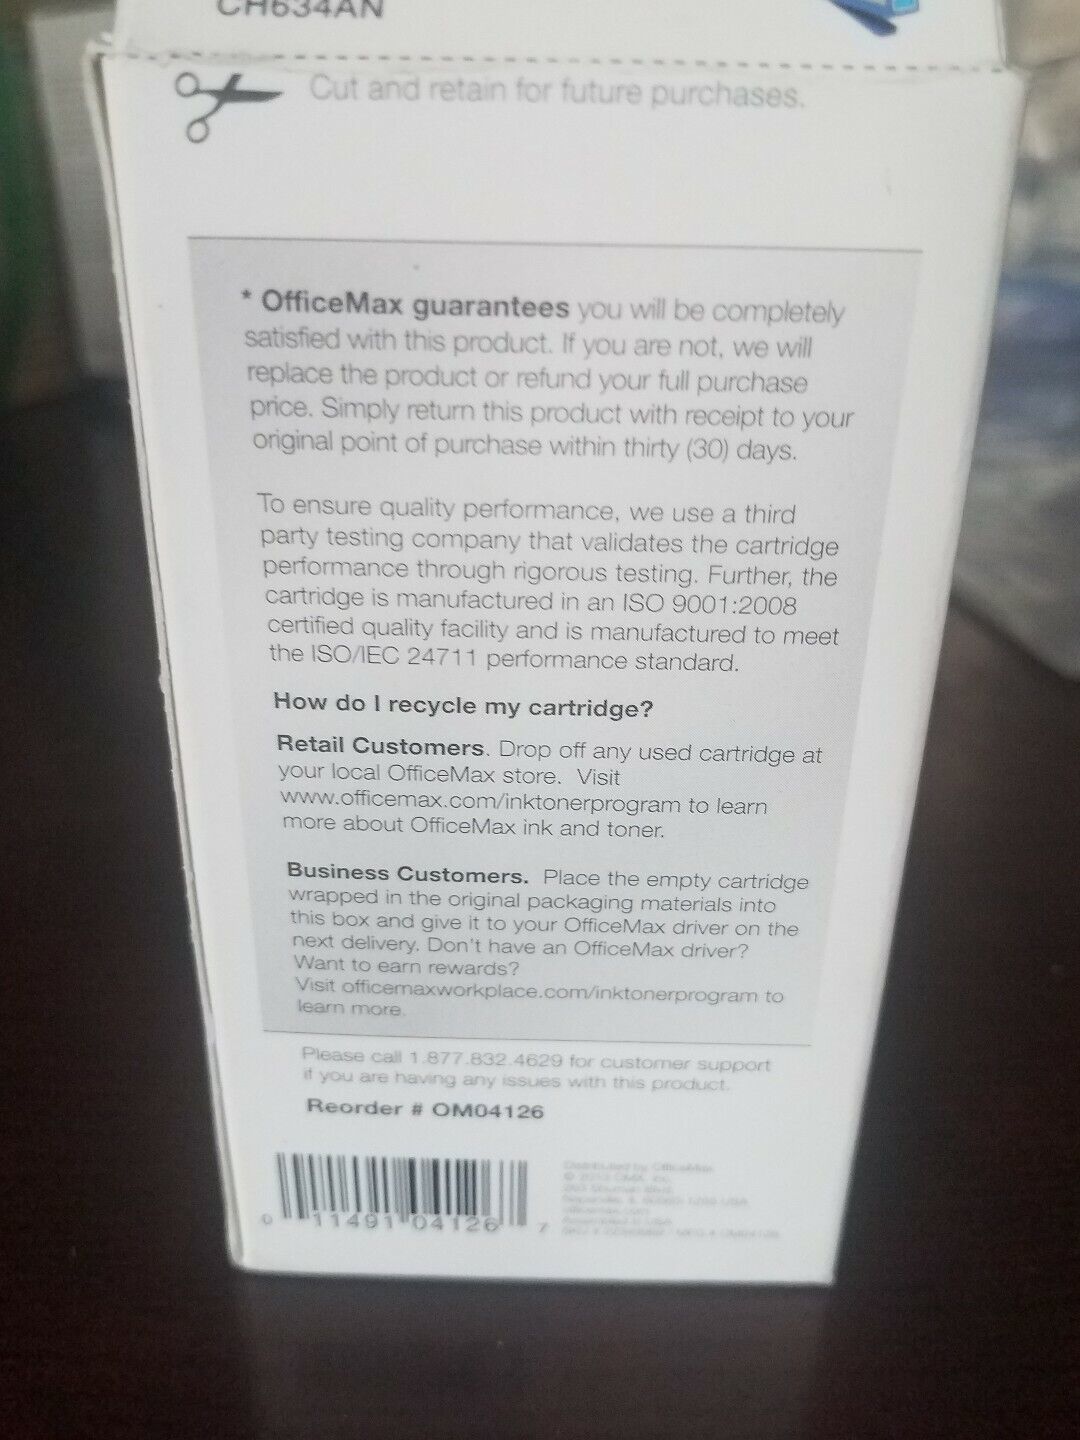 CH634AN
Cut and retain for future purchases.
* OfficeMax guarantees you will be completely
satisfied with this product. If you are not, we will
replace the product or refund your full purchase
price. Simply return this product with receipt to your
original point of purchase within thirty (30) days.
To ensure quality performance, we use a third
party testing company that validates the cartridge
performance through rigorous testing. Further, the
cartridge is manufactured in an ISO 9001:2008
certified quality facility and is manufactured to meet
the ISO/IEC 24711 performance standard.
How do I recycle my cartridge?
Retail Customers. Drop off any used cartridge at
your local OfficeMax store. Visit
www.officemax.com/inktonerprogram to learn
more about OfficeMax ink and toner.
Business Customers. Place the empty cartridge
wrapped in the original packaging materials into
this box and give it to your OfficeMax driver on the
next delivery. Don't have an OfficeMax driver?
Want to earn rewards?
Visit officemaxworkplace.com/inktonerprogram to
learn more.
Please call 1.877.832.4629 for customer support
if you are having any issues with this product.
Reorder # OM04126
0 11491 04126 7
Distributed by OfficeMax